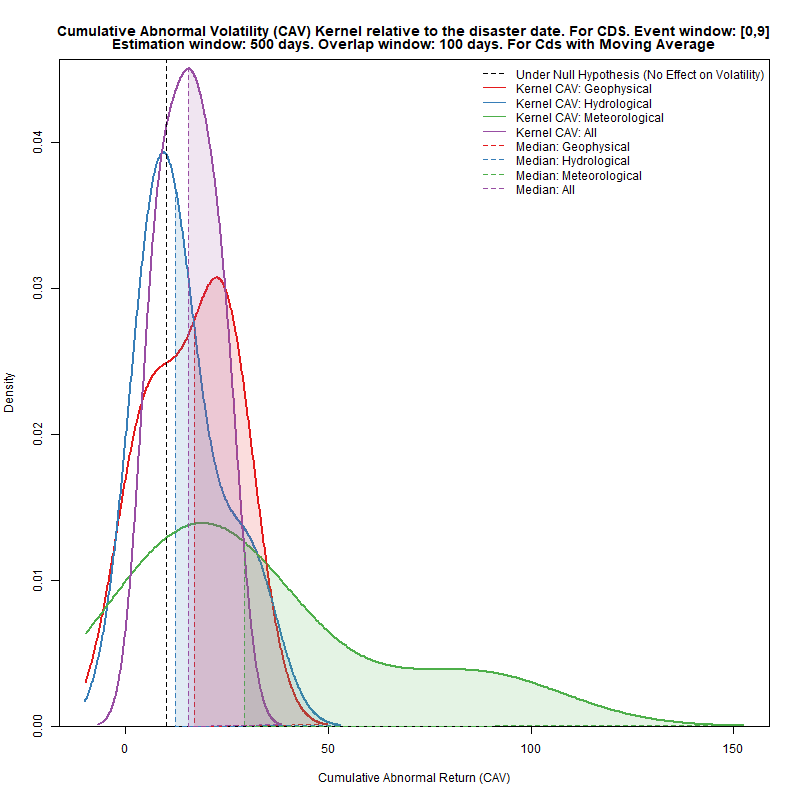 Cumulative Abnormal Volatility (CAV) Kernel relative to the disaster date. For CDS. Event window: [0,9]
Estimation window: 500 days. Overlap window: 100 days. For Cds with Moving Average
Under Null Hypothesis (No Effect on Volatility)
Kernel CAV: Geophysical
Kernel CAV: Hydrological
Kernel CAV: Meteorological
Kernel CAV: All
Median: Geophysical
Median: Hydrological
Median: Meteorological
Median: All
Density
0.04
0.03
0.02
0.01
0.00
0 50 100 150
Cumulative Abnormal Return (CAV)